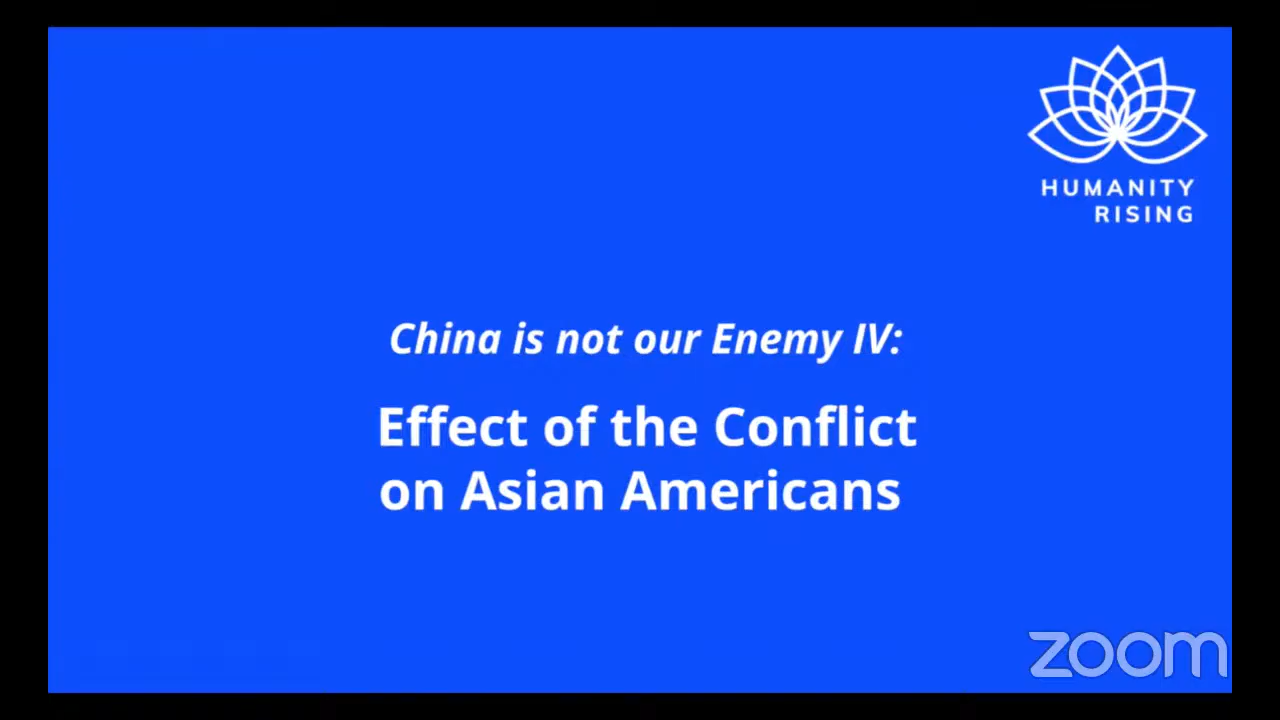 HUMANITY
RISING
China is not our Enemy IV:
Effect of the Conflict
on Asian Americans
zoom